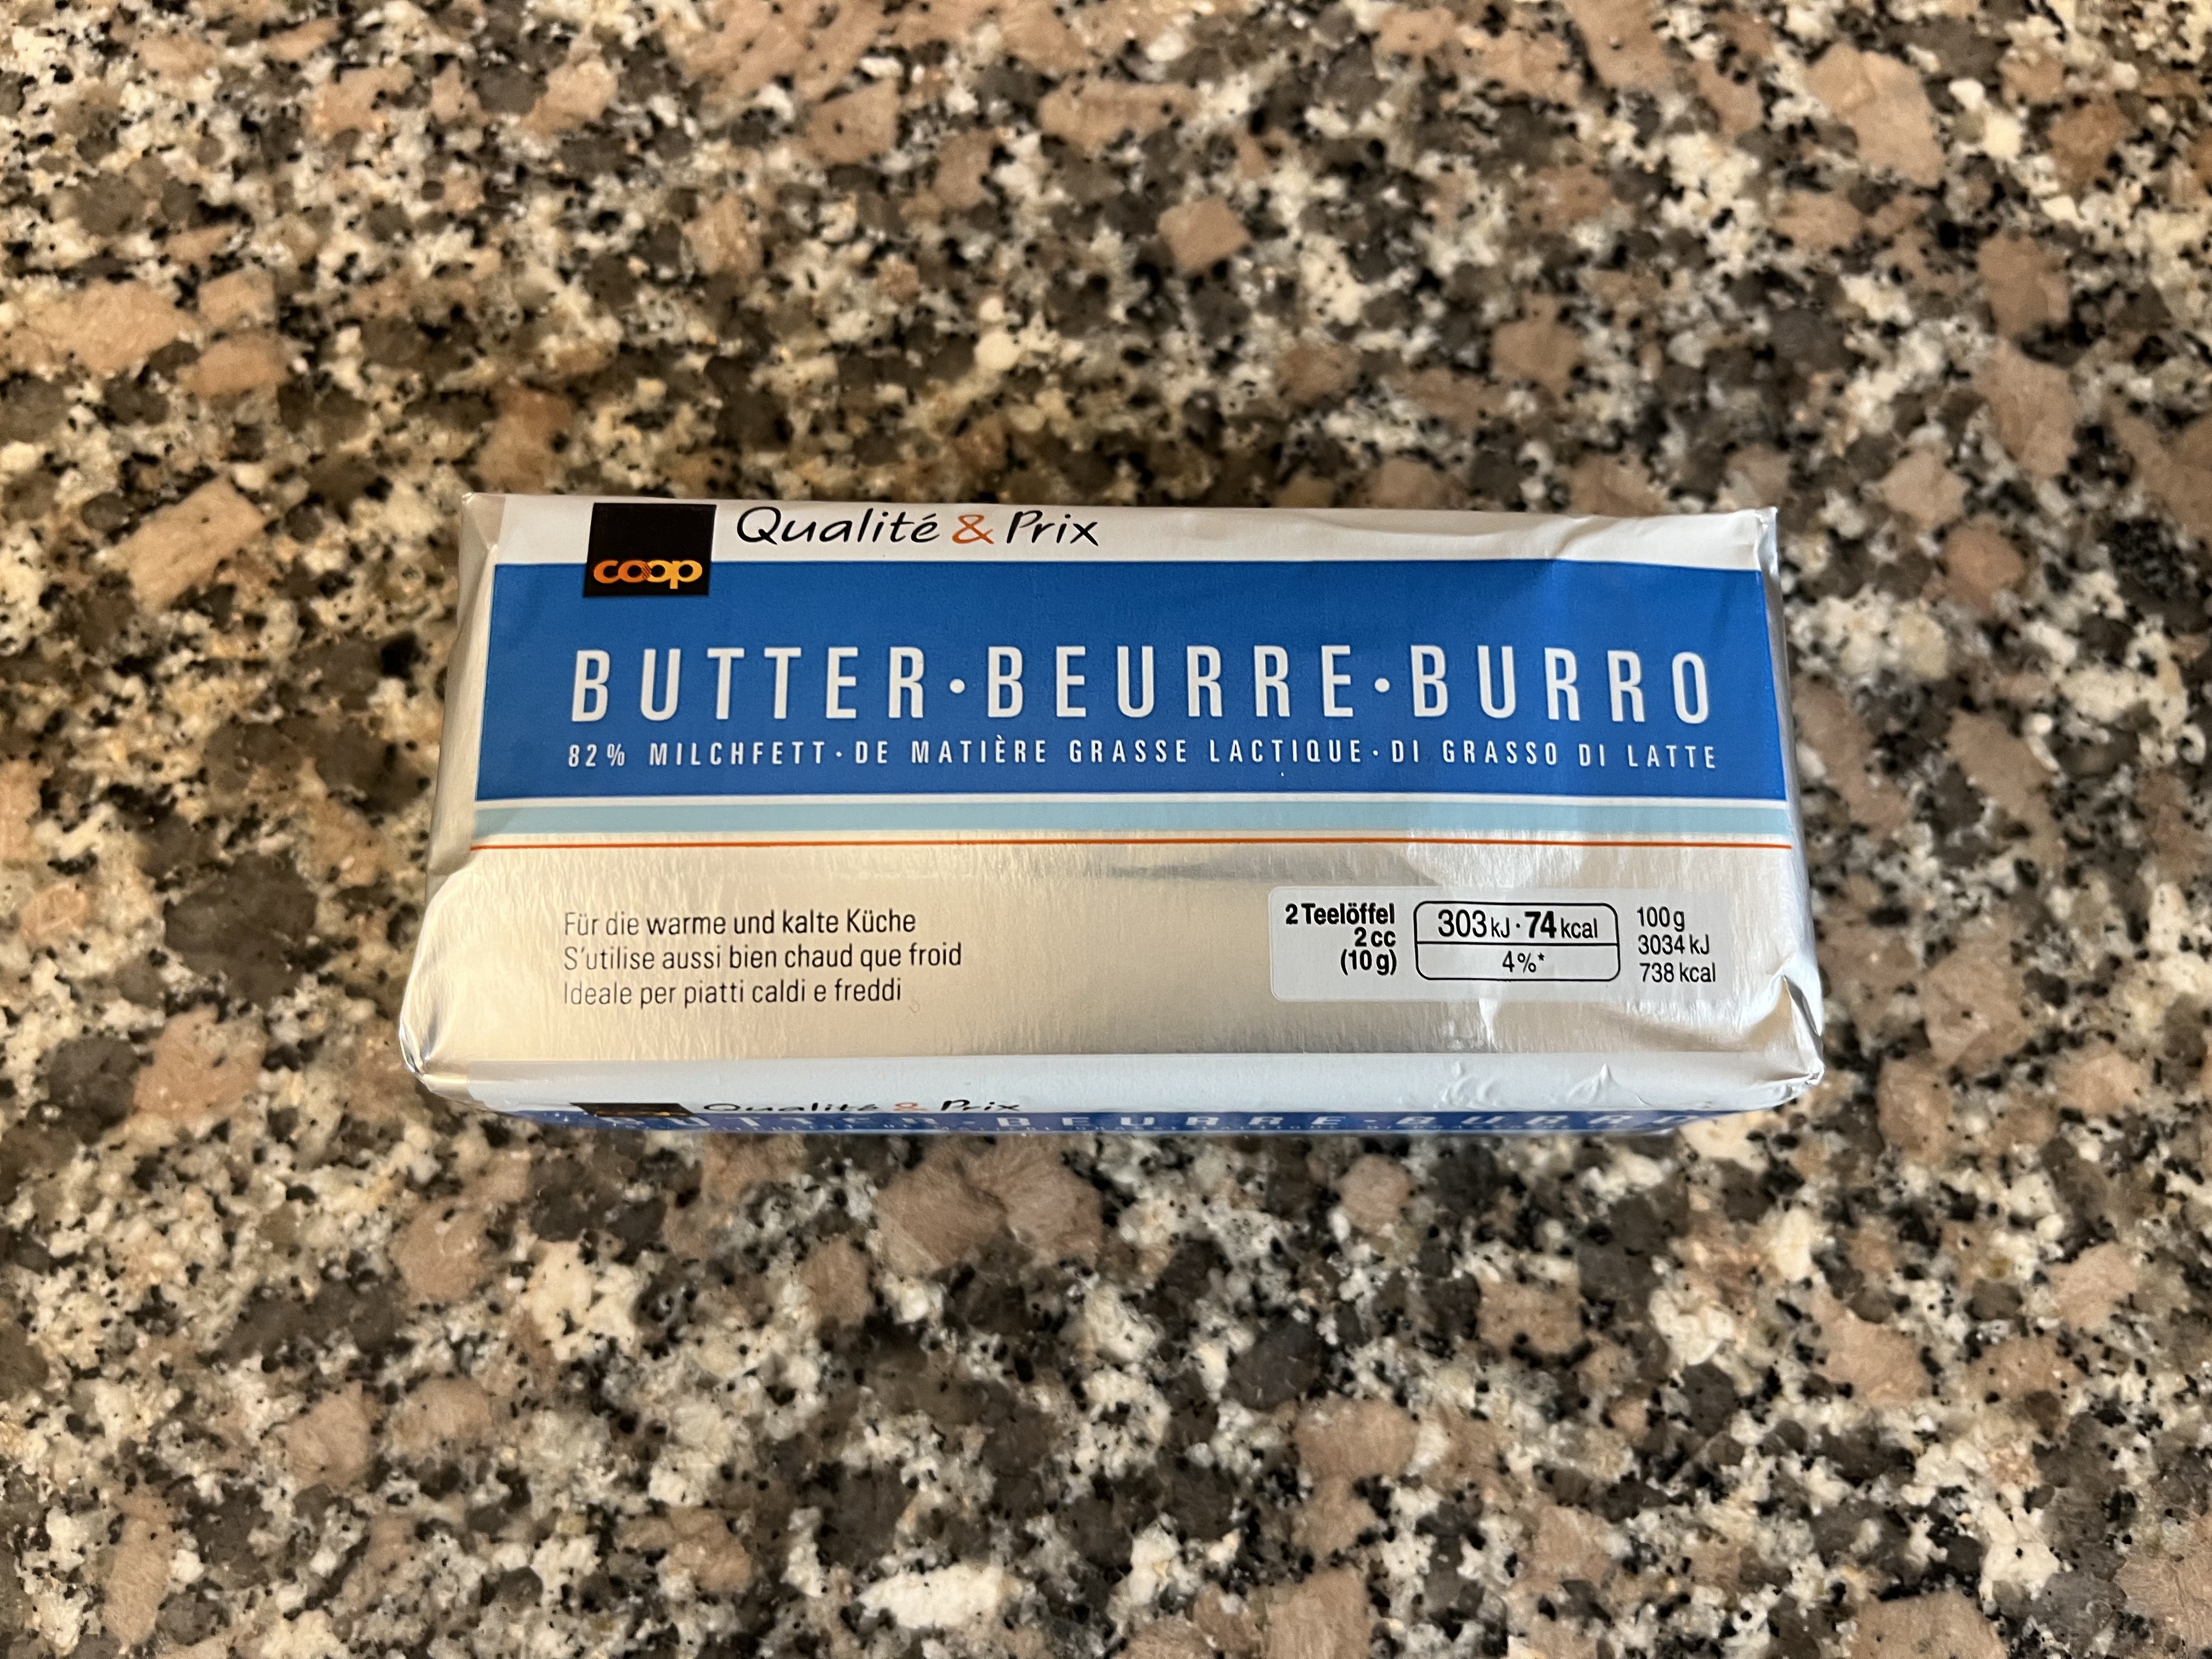 coop
Qualité & Prix
BUTTER·BEURRE·BURRO
82% MILCHFETT·DE MATIÈRE GRASSE LACTIQUE·DI GRASSO DI LATTE
Für die warme und kalte Küche
S'utilise aussi bien chaud que froid
Ideale per piatti caldi e freddi
2 Teelöffel
2 cc
(10g)
303 kJ·74 kcal
4%*
100g
3034 kJ
738 kcal
Qualité & Prix
BEURRE